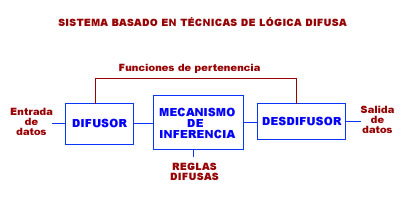 SISTEMA BASADO EN TÉCNICAS DE LÓGICA DIFUSA
Funciones de pertenencia
Entrada
de
datos
DIFUSOR
MECANISMO
DE
INFERENCIA
DESDIFUSOR
Salida
de
datos
REGLAS
DIFUSAS